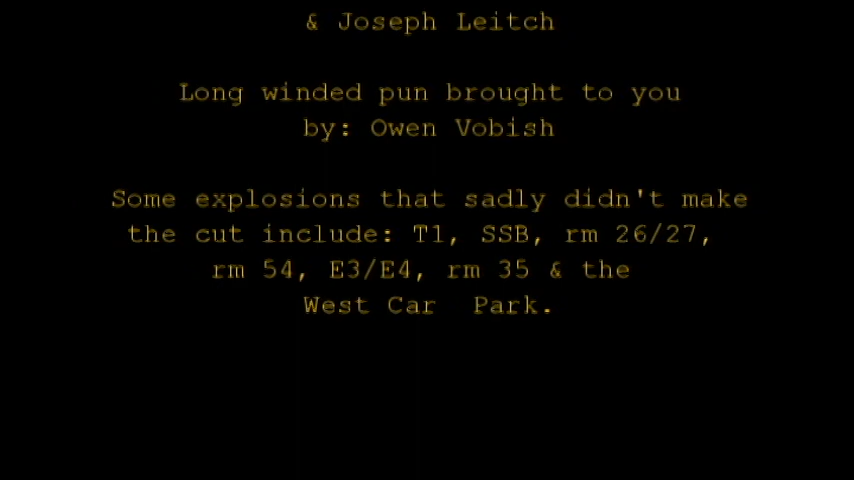 & Joseph Leitch
Long winded pun brought to you
by: Owen Vobish
Some explosions that sadly didn't make
the cut include: T1, SSB, rm 26/27,
rm 54, E3/E4, rm 35 & the
West Car  Park.